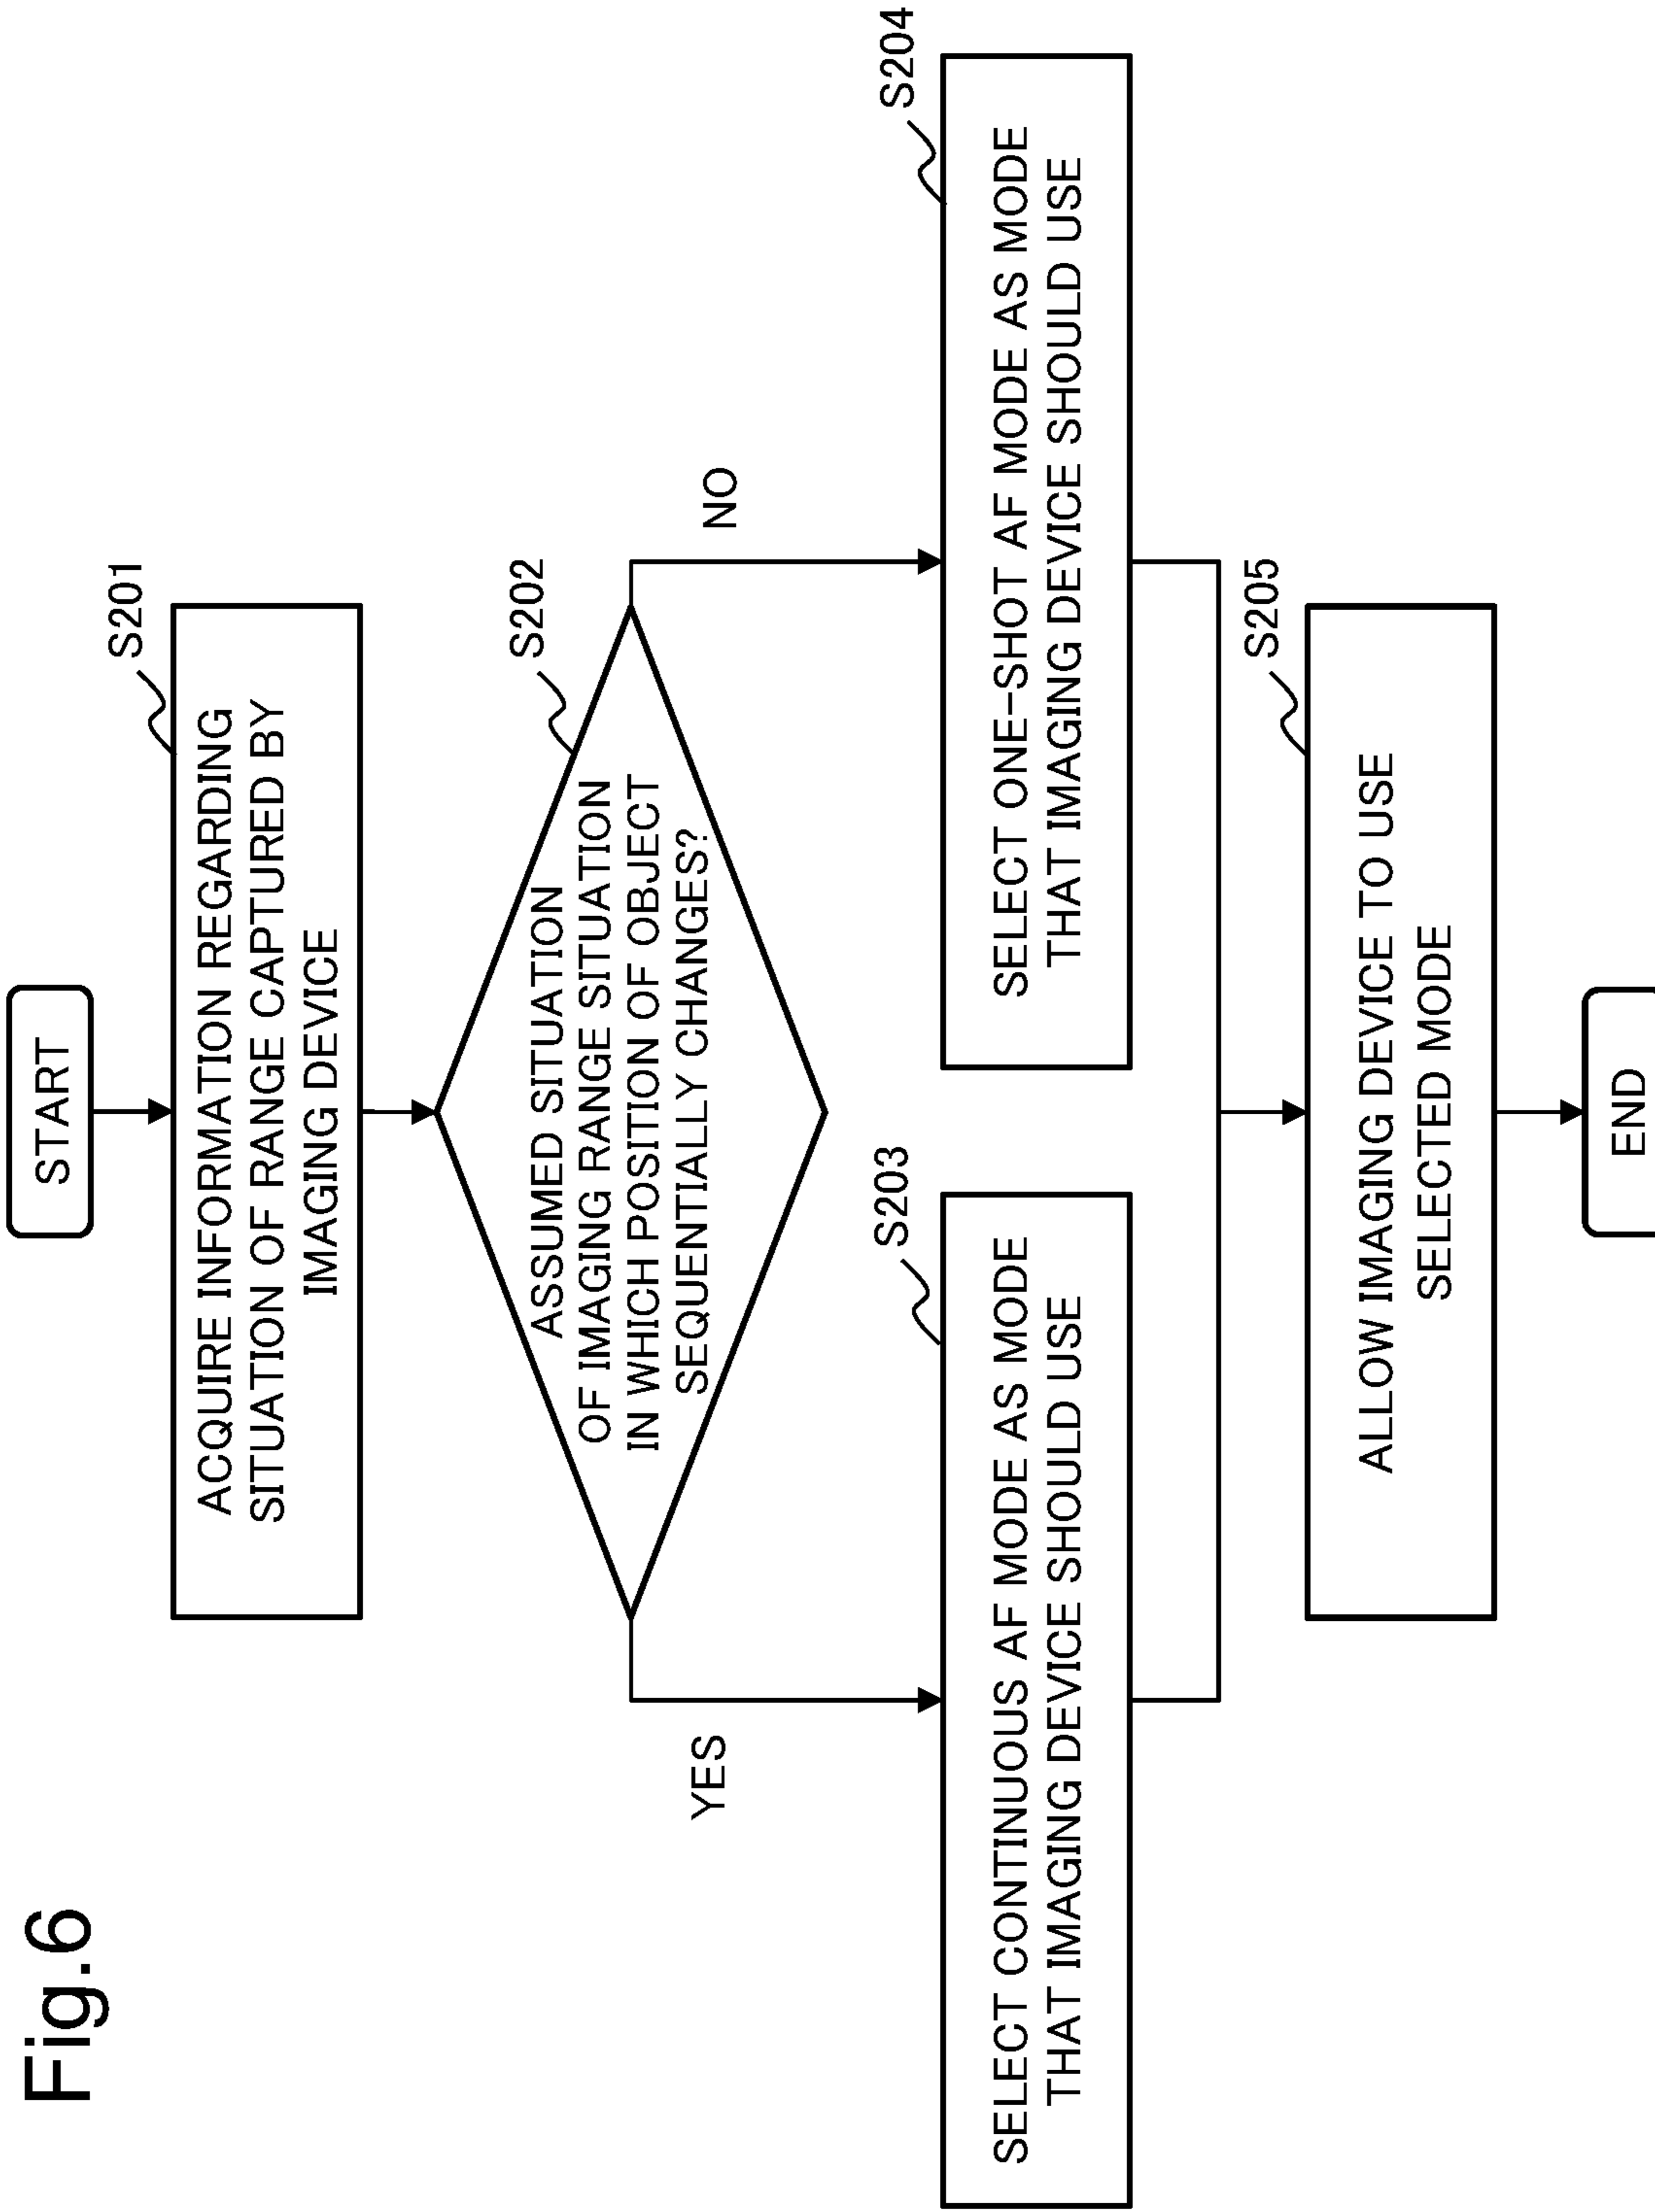 Fig.6
START
S201
ACQUIRE INFORMATION REGARDING
SITUATION OF RANGE CAPTURED BY
IMAGING DEVICE
S202
ASSUMED SITUATION
OF IMAGING RANGE SITUATION
IN WHICH POSITION OF OBJECT
SEQUENTIALLY CHANGES?
YES
NO
S203
SELECT CONTINUOUS AF MODE AS MODE
THAT IMAGING DEVICE SHOULD USE
S204
SELECT ONE-SHOT AF MODE AS MODE
THAT IMAGING DEVICE SHOULD USE
S205
ALLOW IMAGING DEVICE TO USE
SELECTED MODE
END